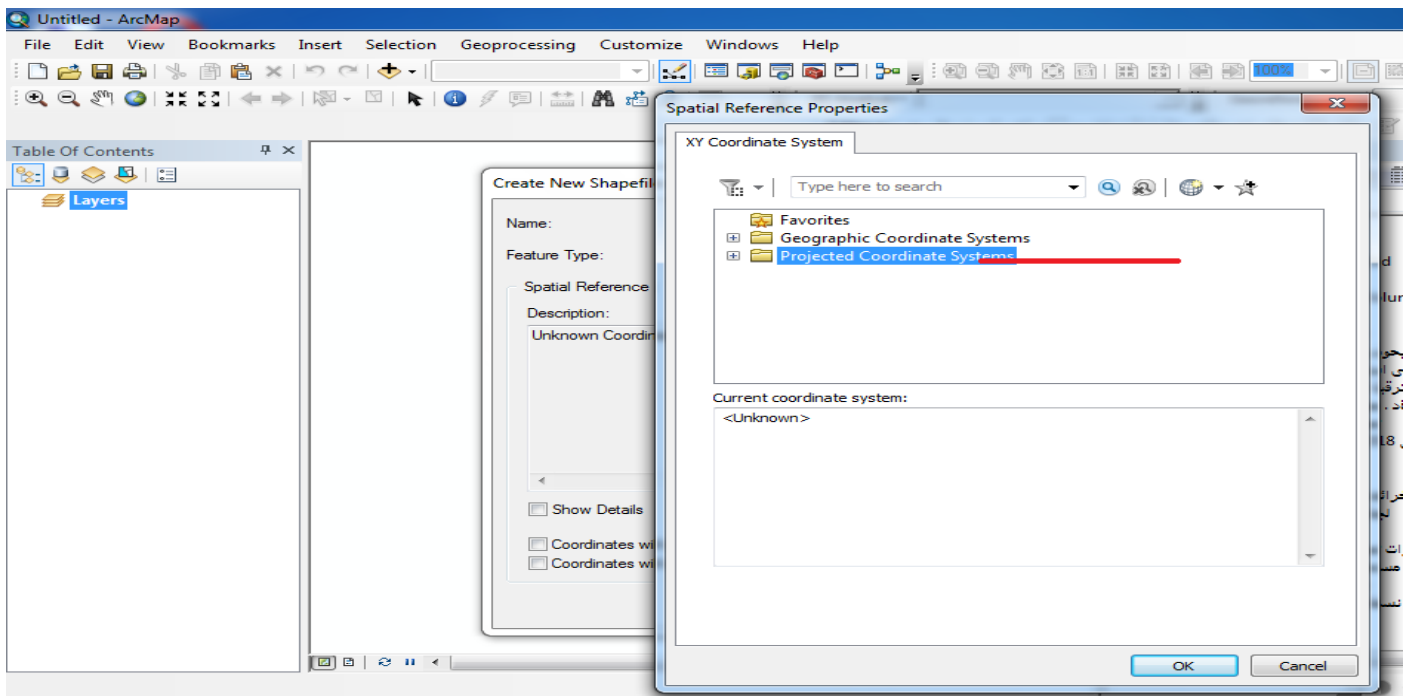 Untitled - ArcMap
File Edit View Bookmarks Insert Selection Geoprocessing Customize Windows Help
100%
Spatial Reference Properties
XY Coordinate System
Table Of Contents
Layers
Create New Shapefil
Name:
Feature Type:
Spatial Reference
Description:
Unknown Coordin
Show Details
Coordinates wi
Coordinates wi
Type here to search
Favorites
Geographic Coordinate Systems
Projected Coordinate Systems
Current coordinate system:
<Unknown>
OK Cancel